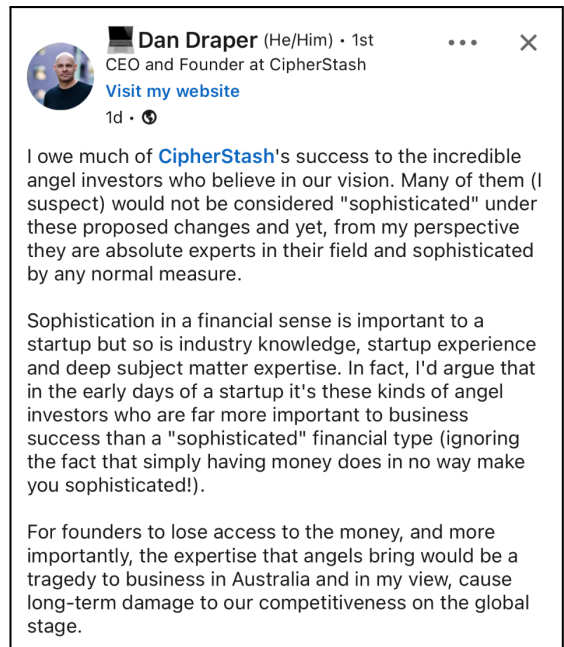 Dan Draper (He/Him) • 1st
CEO and Founder at CipherStash
Visit my website
1d •
I owe much of CipherStash's success to the incredible
angel investors who believe in our vision. Many of them (I
suspect) would not be considered "sophisticated" under
these proposed changes and yet, from my perspective
they are absolute experts in their field and sophisticated
by any normal measure.
Sophistication in a financial sense is important to a
startup but so is industry knowledge, startup experience
and deep subject matter expertise. In fact, I'd argue that
in the early days of a startup it's these kinds of angel
investors who are far more important to business
success than a "sophisticated" financial type (ignoring
the fact that simply having money does in no way make
you sophisticated!).
For founders to lose access to the money, and more
importantly, the expertise that angels bring would be a
tragedy to business in Australia and in my view, cause
long-term damage to our competitiveness on the global
stage.